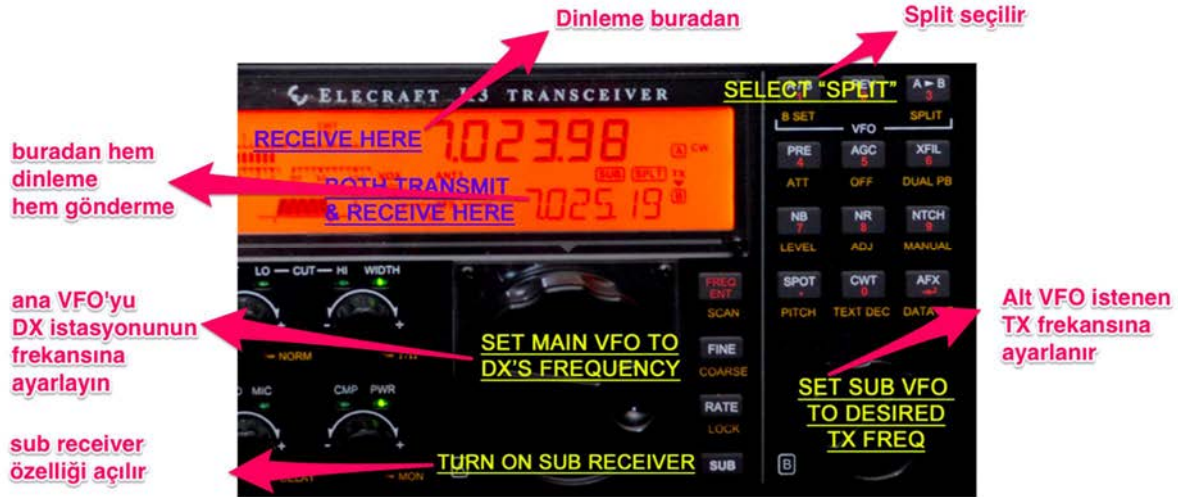 Dinleme buradan
Split seçilir
ELECRAFT K3 TRANSCEIVER
SELECT "SPLIT"
A ► B
3
B SET
SPLIT
VFO
RECEIVE HERE
7.023.98
A CW
buradan hem
dinleme
hem gönderme
BOTH TRANSMIT
& RECEIVE HERE
SUB SPLT TX
7.025.19
B
PRE AGC XFIL
4 5 6
ATT OFF DUAL PB
NB NR NTCH
7 8 9
LEVEL ADJ MANUAL
LO CUT HI WIDTH
SPOT CWT AFX
0
PITCH TEXT DEC DATA
FREQ
ENT
SCAN
ana VFO'yu
DX istasyonunun
frekansına
ayarlayın
NORM
SET MAIN VFO TO
DX'S FREQUENCY
FINE
COARSE
Alt VFO istenen
TX frekansına
ayarlanır
MIC CMP PWR
RATE
LOCK
SET SUB VFO
TO DESIRED
TX FREQ
sub receiver
özelliği açılır
MON
TURN ON SUB RECEIVER
SUB
B